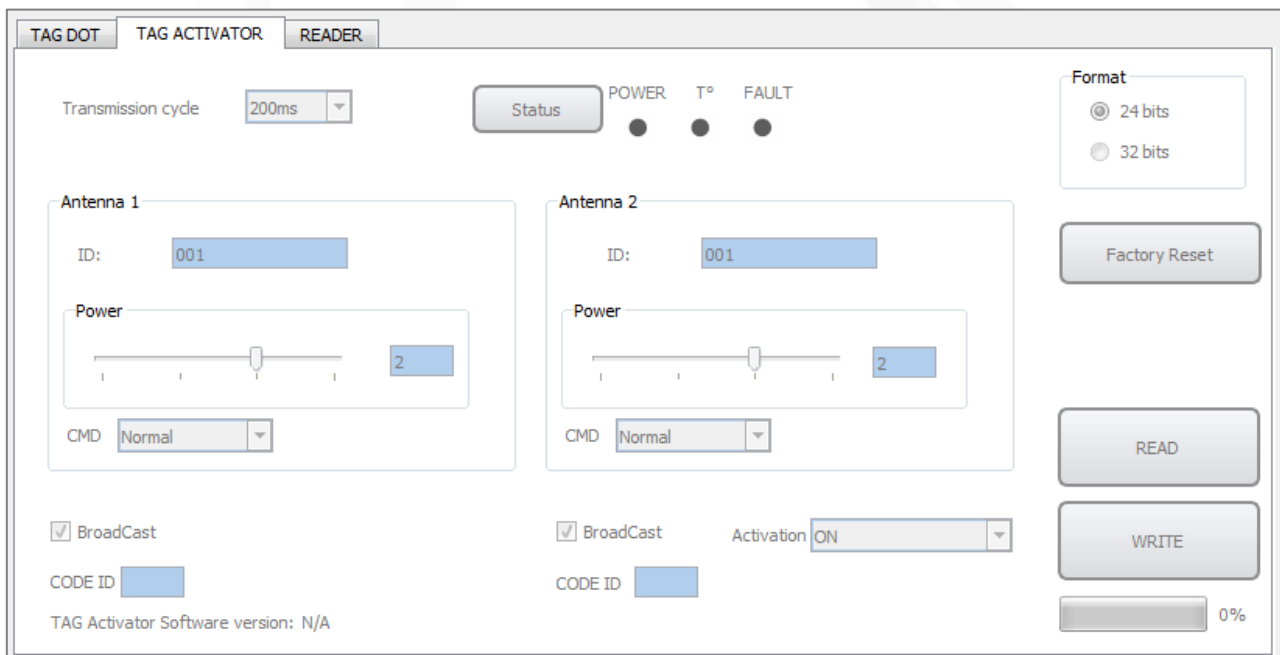 TAG DOT TAG ACTIVATOR READER
Transmission cycle 200ms Status POWER T° FAULT
Format
24 bits
32 bits
Antenna 1
ID: 001
Power
2
CMD Normal
Antenna 2
ID: 001
Power
2
CMD Normal
Factory Reset
READ
WRITE
0%
BroadCast
CODE ID
BroadCast Activation ON
CODE ID
TAG Activator Software version: N/A